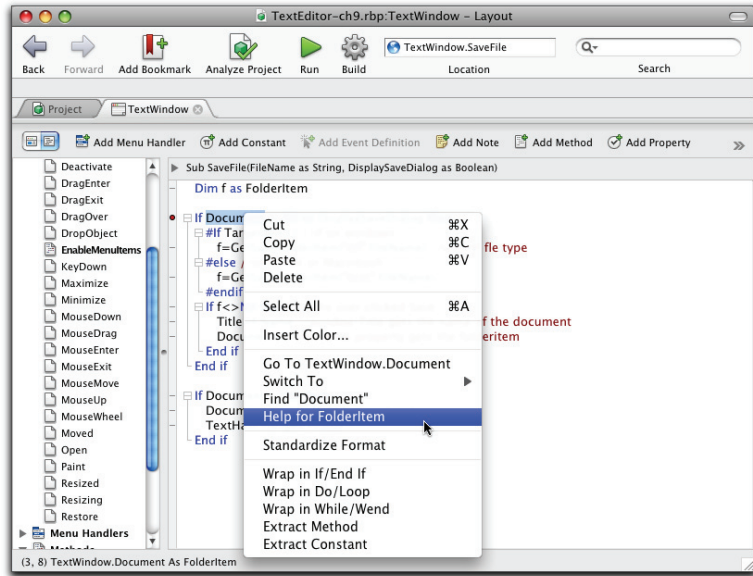 TextEditor-ch9.rbp:TextWindow – Layout
TextWindow.SaveFile
Back Forward Add Bookmark Analyze Project Run Build Location Search
Project TextWindow
Add Menu Handler Add Constant Add Event Definition Add Note Add Method Add Property
Deactivate
DragEnter
DragExit
DragOver
DropObject
EnableMenuItems
KeyDown
Maximize
Minimize
MouseDown
MouseDrag
MouseEnter
MouseExit
MouseMove
MouseUp
MouseWheel
Moved
Open
Paint
Resized
Resizing
Restore
Menu Handlers
Sub SaveFile(FileName as String, DisplaySaveDialog as Boolean)
Dim f as FolderItem
If Docum
#If Tar
f=Ge fle type
#else /
f=Ge
#endif
If f<>N
Title of the document
Docu eritem
End if
End if
If Docum
Docum
TextHa
End if
Cut ⌘X
Copy ⌘C
Paste ⌘V
Delete
Select All ⌘A
Insert Color...
Go To TextWindow.Document
Switch To
Find "Document"
Help for FolderItem
Standardize Format
Wrap in If/End If
Wrap in Do/Loop
Wrap in While/Wend
Extract Method
Extract Constant
(3, 8) TextWindow.Document As FolderItem